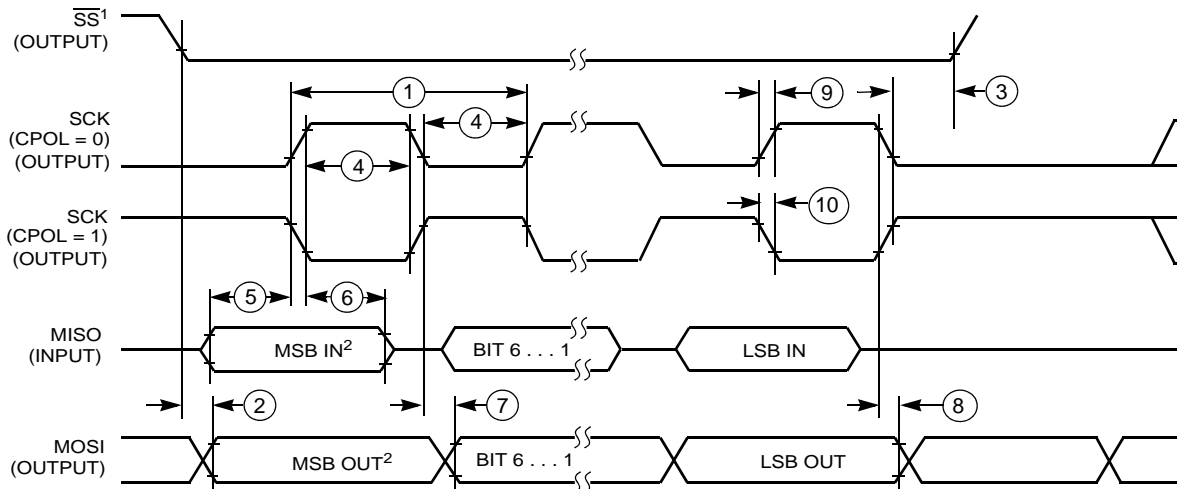 SS¹
(OUTPUT)
1
9
3
SCK
(CPOL = 0)
(OUTPUT)
4
4
SCK
(CPOL = 1)
(OUTPUT)
10
5
6
MISO
(INPUT)
MSB IN²
BIT 6 . . . 1
LSB IN
2
7
8
MOSI
(OUTPUT)
MSB OUT²
BIT 6 . . . 1
LSB OUT